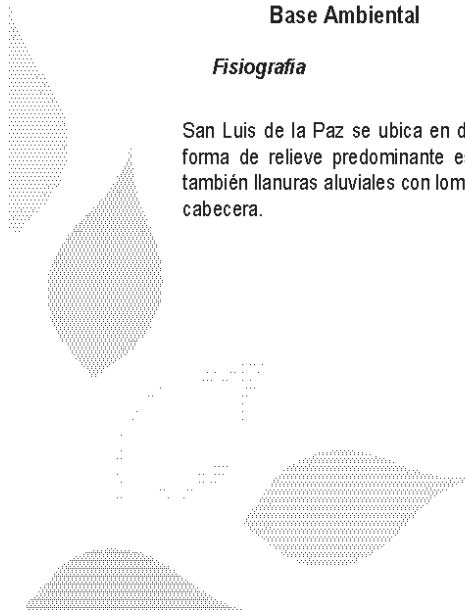 Base Ambiental
Fisiografía
San Luis de la Paz se ubica en
forma de relieve predominante
también llanuras aluviales con
cabecera.